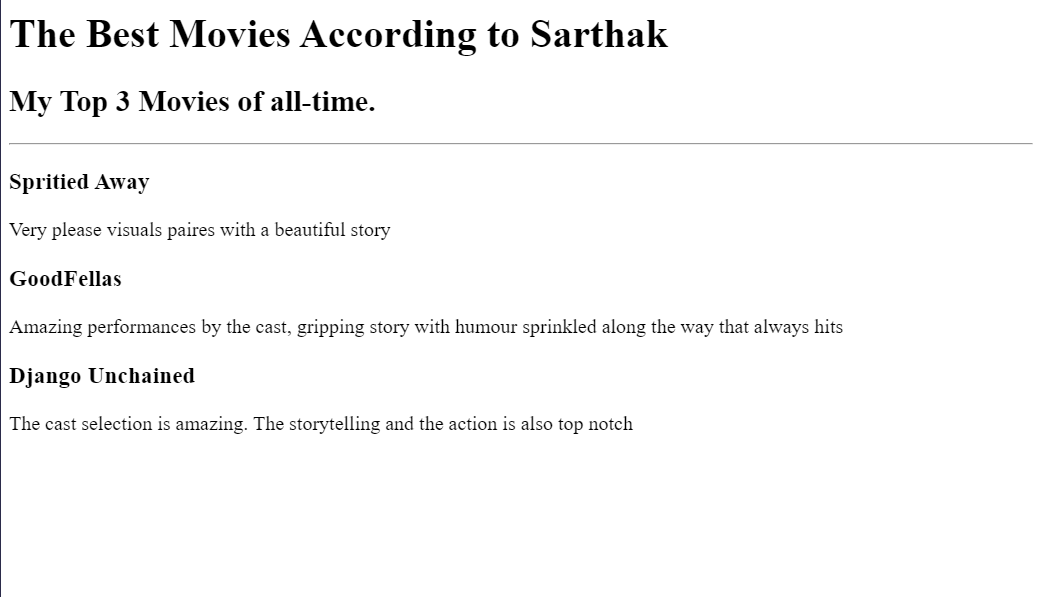 The Best Movies According to Sarthak
My Top 3 Movies of all-time.
Spritied Away
Very please visuals paires with a beautiful story
GoodFellas
Amazing performances by the cast, gripping story with humour sprinkled along the way that always hits
Django Unchained
The cast selection is amazing. The storytelling and the action is also top notch